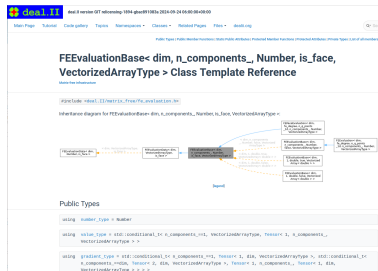 deal.II deal.II version GIT relicensing-1894-gbac891083a 2024-09-24 06:00:00+00:00
Main Page Tutorial Code gallery Topics Namespaces Classes Related Pages Files dealii.org
Public Types | Public Member Functions | Static Public Attributes | Protected Member Functions | Protected Attributes | Private Types | List of all members
FEEvaluationBase< dim, n_components_, Number, is_face,
VectorizedArrayType > Class Template Reference
Matrix-free infrastructure
#include <deal.II/matrix_free/fe_evaluation.h>
Inheritance diagram for FEEvaluationBase< dim, n_components_, Number, is_face, VectorizedArrayType >:
[legend]
Public Types
using number_type = Number
using value_type = std::conditional_t< n_components_==1, VectorizedArrayType, Tensor< 1, n_components_,
VectorizedArrayType > >
using gradient_type = std::conditional_t< n_components_==1, Tensor< 1, dim, VectorizedArrayType >, std::conditional_t<
n_components_==dim, Tensor< 2, dim, VectorizedArrayType >, Tensor< 1, n_components_, Tensor< 1, dim,
VectorizedArrayType > > > >